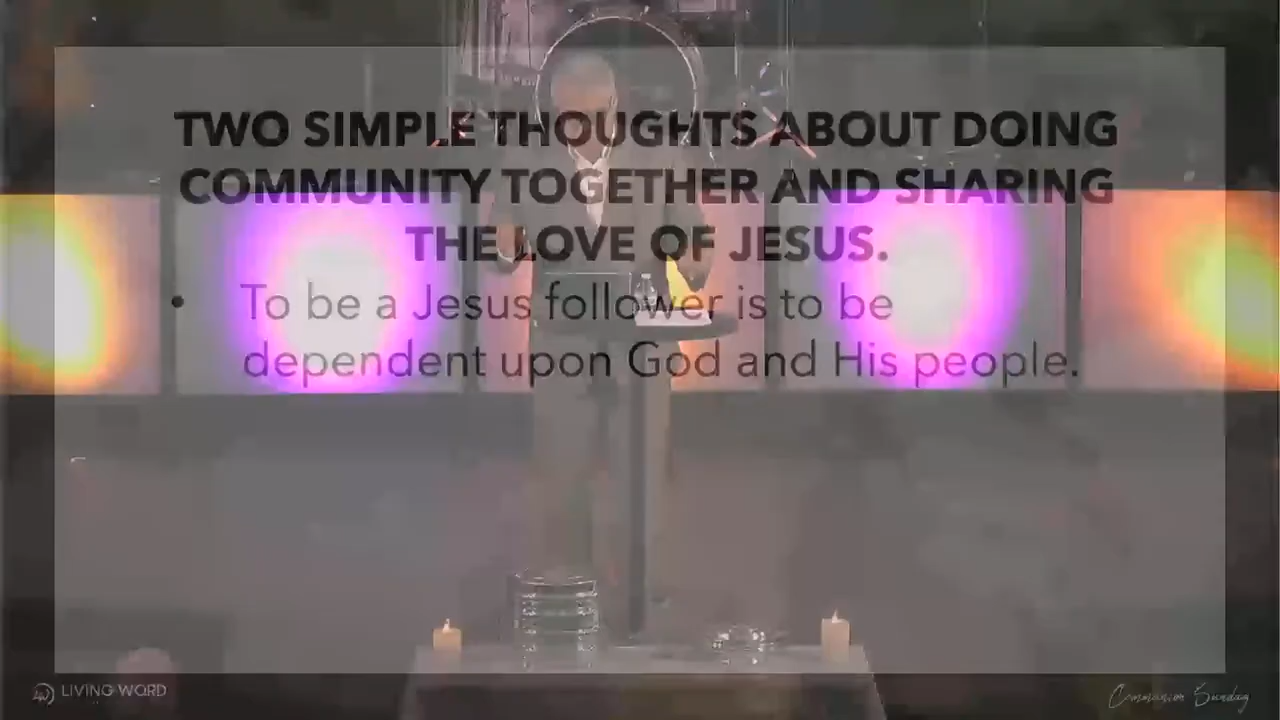 TWO SIMPLE THOUGHTS ABOUT DOING
COMMUNITY TOGETHER AND SHARING
THE LOVE OF JESUS.
• To be a Jesus follower is to be
dependent upon God and His people.
LIVING WORD
Communion Sunday